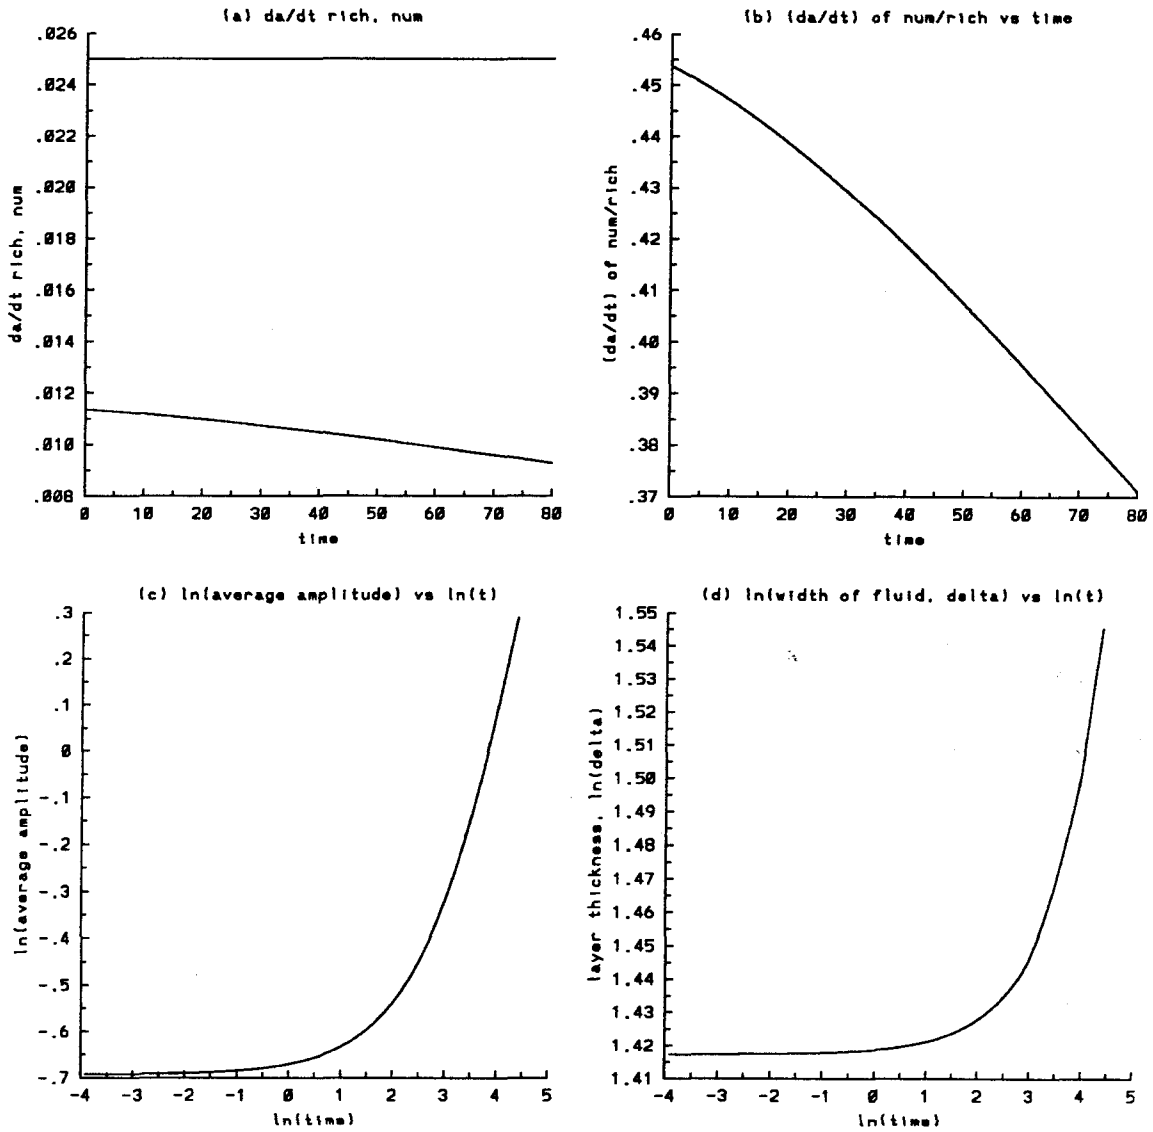 (a) da/dt rich, num
.026
.024
.022
.020
.018
.016
.014
.012
.010
.008
da/dt rich, num
0 10 20 30 40 50 60 70 80
time
(b) (da/dt) of num/rich vs time
.46
.45
.44
.43
.42
.41
.40
.39
.38
.37
(da/dt) of num/rich
0 10 20 30 40 50 60 70 80
time
(c) ln(average amplitude) vs ln(t)
.3
.2
.1
0
-.1
-.2
-.3
-.4
-.5
-.6
-.7
ln(average amplitude)
-4 -3 -2 -1 0 1 2 3 4 5
ln(time)
(d) ln(width of fluid, delta) vs ln(t)
1.55
1.54
1.53
1.52
1.51
1.50
1.49
1.48
1.47
1.46
1.45
1.44
1.43
1.42
1.41
layer thickness, ln(delta)
-4 -3 -2 -1 0 1 2 3 4 5
ln(time)